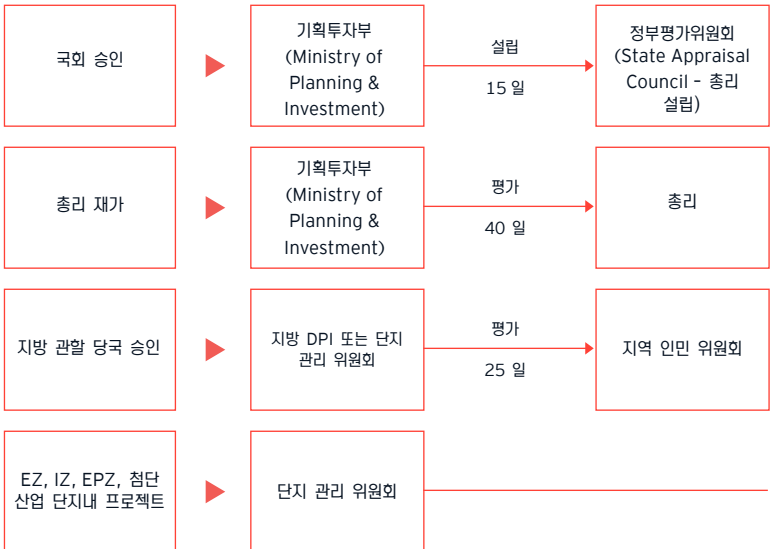 국회 승인
기획투자부
(Ministry of
Planning &
Investment)
설립
15 일
정부평가위원회
(State Appraisal
Council – 총리
설립)
총리 재가
기획투자부
(Ministry of
Planning &
Investment)
평가
40 일
총리
지방 관할 당국 승인
지방 DPI 또는 단지
관리 위원회
평가
25 일
지역 인민 위원회
EZ, IZ, EPZ, 첨단
산업 단지내 프로젝트
단지 관리 위원회